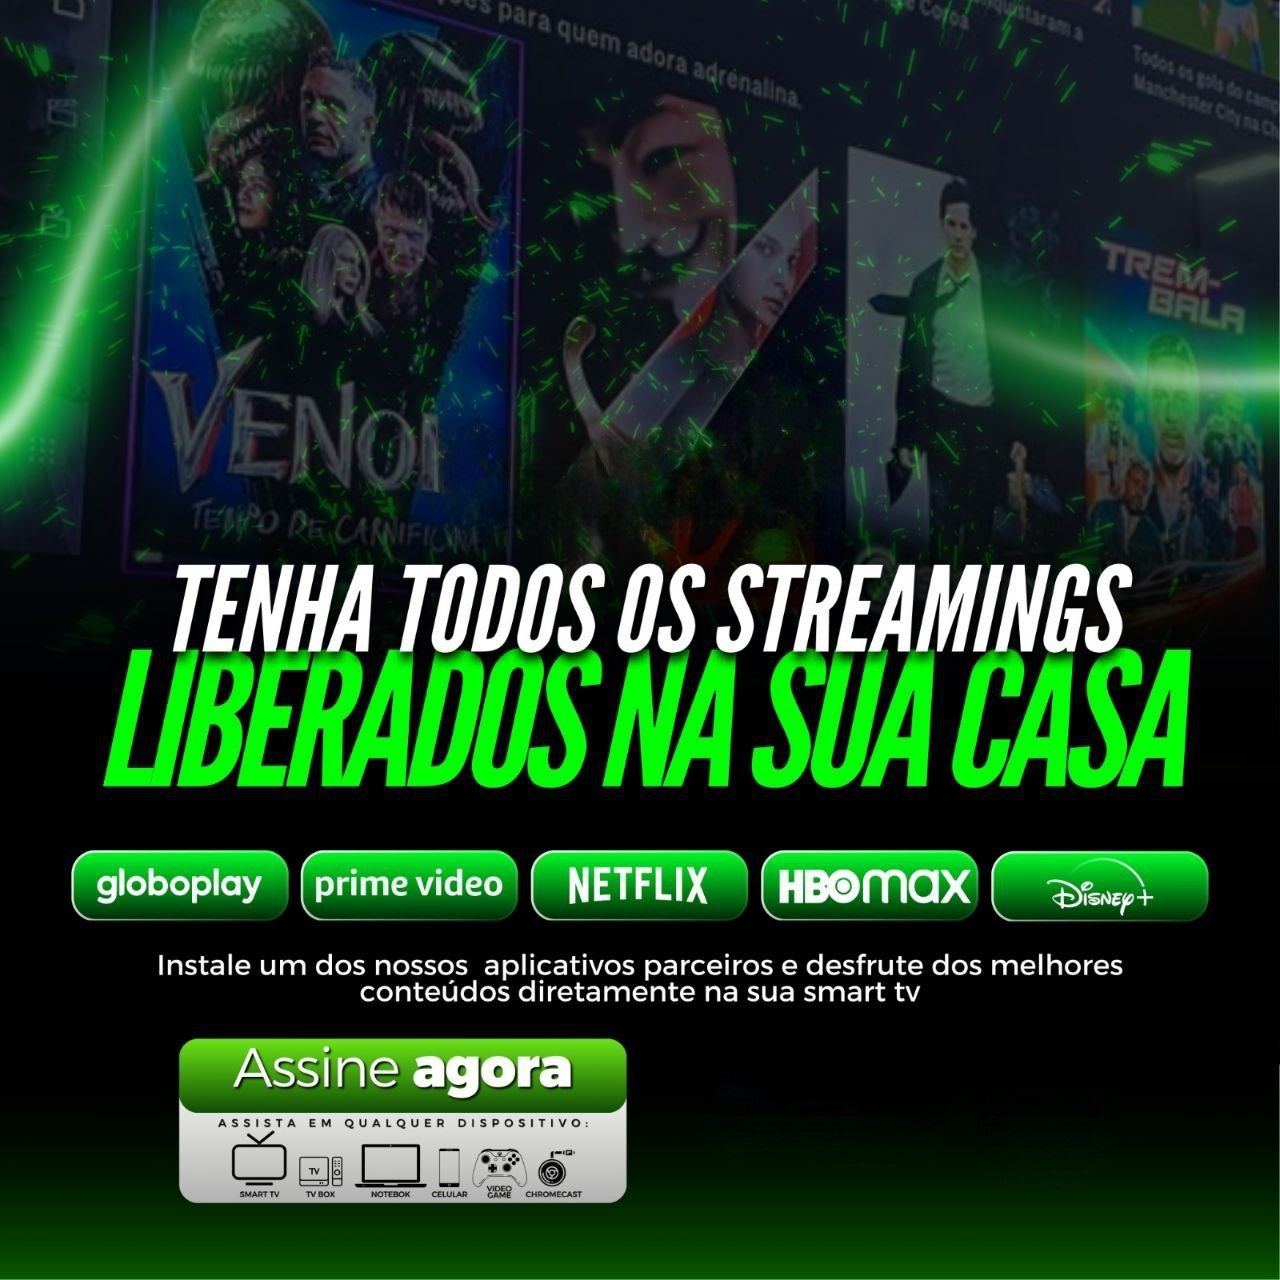 para quem adora adrenalina.
Todos os gols do
Manchester City na
TREM-
BALA
VENOM
TEMPO DE CARNIFICINA
TENHA TODOS OS STREAMINGS
LIBERADOS NA SUA CASA
globoplay
prime video
NETFLIX
HBOmax
Disney+
Instale um dos nossos aplicativos parceiros e desfrute dos melhores
conteúdos diretamente na sua smart tv
Assine agora
ASSISTA EM QUALQUER DISPOSITIVO:
TV
SMART TV
TV BOX
NOTEBOK
CELULAR
VIDEO
GAME
CHROMECAST